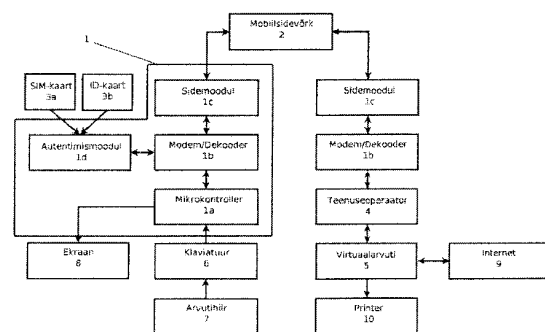 Mobiilsidevõrk
2
1
SIM-kaart
3a
ID-kaart
3b
Sidemoodul
1c
Sidemoodul
1c
Autentimismoodul
1d
Modem/Dekooder
1b
Modem/Dekooder
1b
Mikrokontroller
1a
Teenuseoperaator
4
Ekraan
8
Klaviatuur
6
Virtuaalarvuti
5
Internet
9
Arvutihiir
7
Printer
10